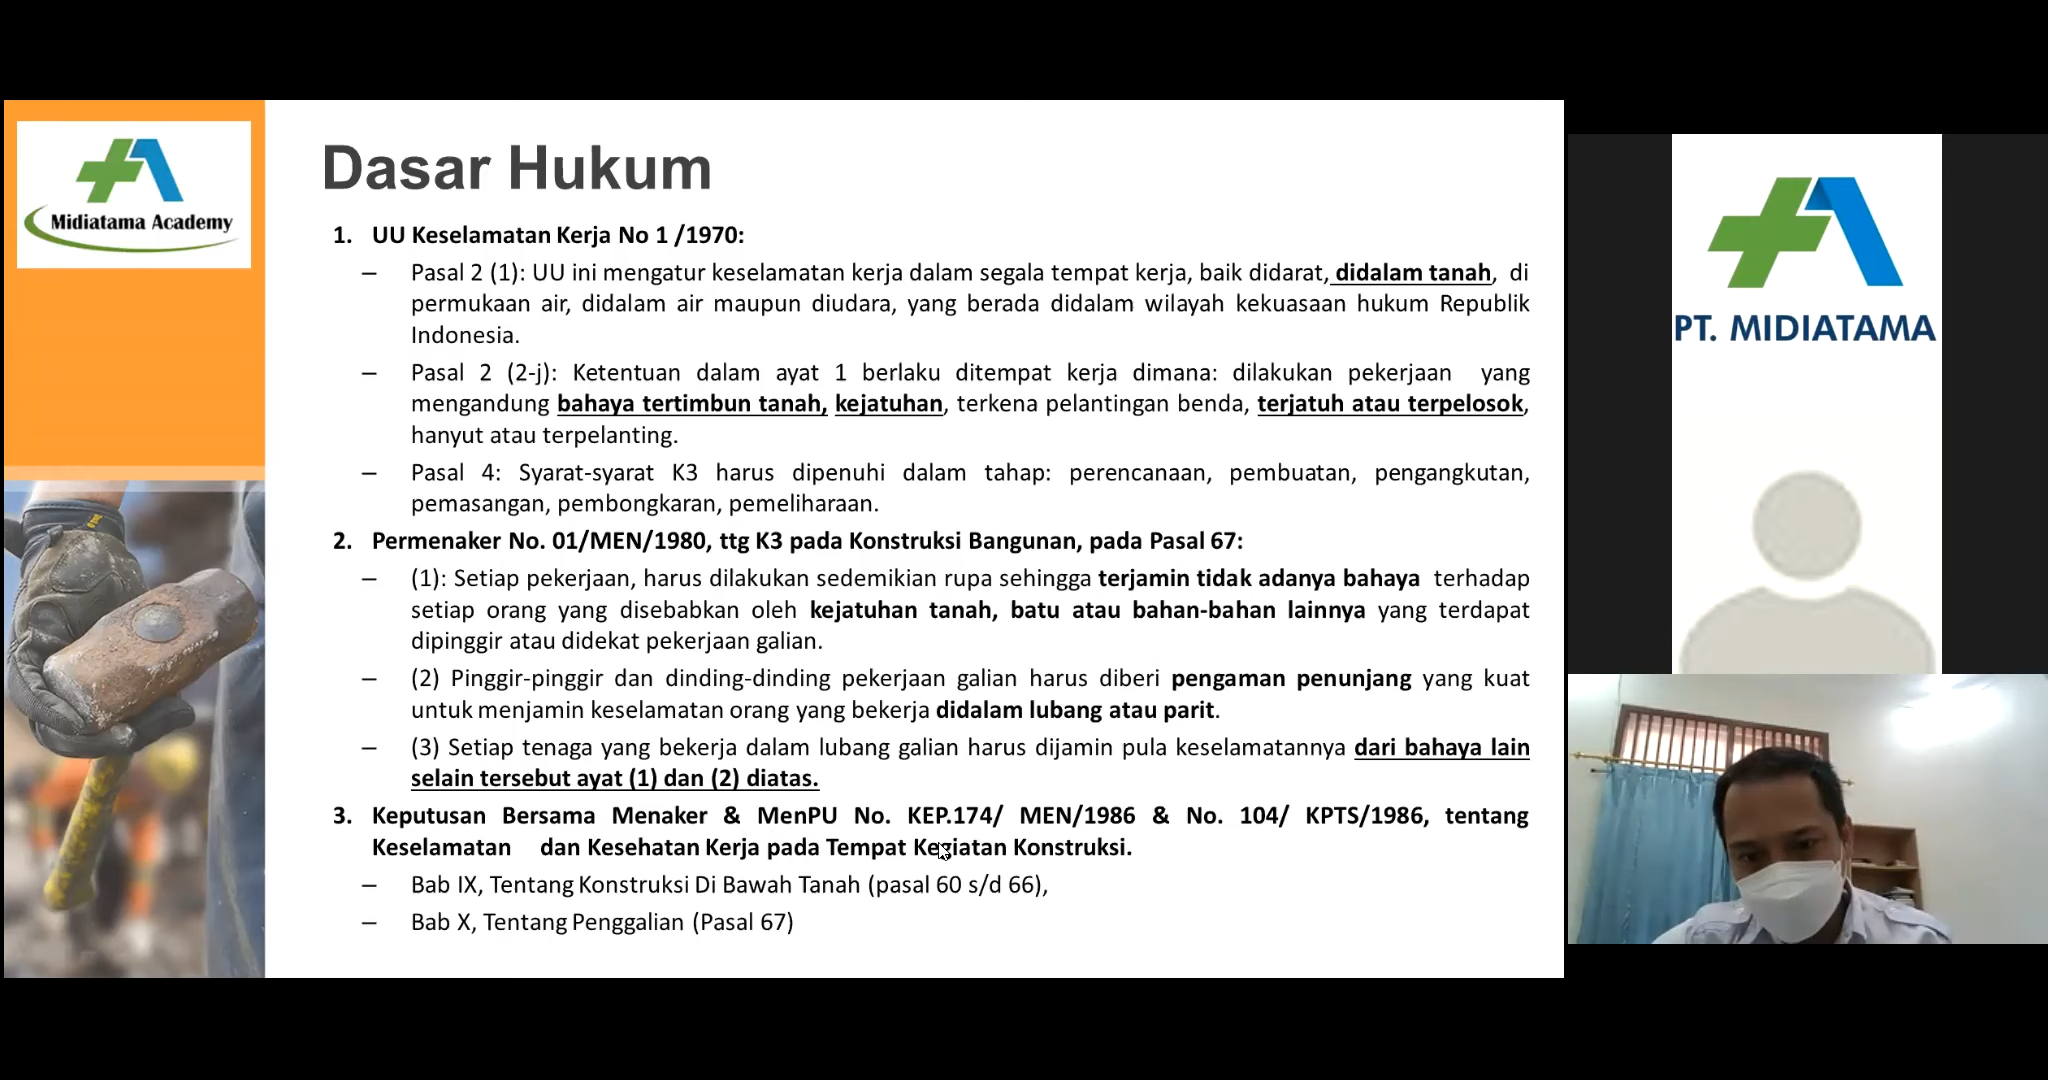 Midiatama Academy
Dasar Hukum
1. UU Keselamatan Kerja No 1 /1970:
– Pasal 2 (1): UU ini mengatur keselamatan kerja dalam segala tempat kerja, baik didarat, didalam tanah, di
permukaan air, didalam air maupun diudara, yang berada didalam wilayah kekuasaan hukum Republik
Indonesia.
– Pasal 2 (2-j): Ketentuan dalam ayat 1 berlaku ditempat kerja dimana: dilakukan pekerjaan yang
mengandung bahaya tertimbun tanah, kejatuhan, terkena pelantingan benda, terjatuh atau terpelosok,
hanyut atau terpelanting.
– Pasal 4: Syarat-syarat K3 harus dipenuhi dalam tahap: perencanaan, pembuatan, pengangkutan,
pemasangan, pembongkaran, pemeliharaan.
2. Permenaker No. 01/MEN/1980, ttg K3 pada Konstruksi Bangunan, pada Pasal 67:
– (1): Setiap pekerjaan, harus dilakukan sedemikian rupa sehingga terjamin tidak adanya bahaya terhadap
setiap orang yang disebabkan oleh kejatuhan tanah, batu atau bahan-bahan lainnya yang terdapat
dipinggir atau didekat pekerjaan galian.
– (2) Pinggir-pinggir dan dinding-dinding pekerjaan galian harus diberi pengaman penunjang yang kuat
untuk menjamin keselamatan orang yang bekerja didalam lubang atau parit.
– (3) Setiap tenaga yang bekerja dalam lubang galian harus dijamin pula keselamatannya dari bahaya lain
selain tersebut ayat (1) dan (2) diatas.
3. Keputusan Bersama Menaker & MenPU No. KEP.174/ MEN/1986 & No. 104/ KPTS/1986, tentang
Keselamatan dan Kesehatan Kerja pada Tempat Kegiatan Konstruksi.
– Bab IX, Tentang Konstruksi Di Bawah Tanah (pasal 60 s/d 66),
– Bab X, Tentang Penggalian (Pasal 67)
PT. MIDIATAMA